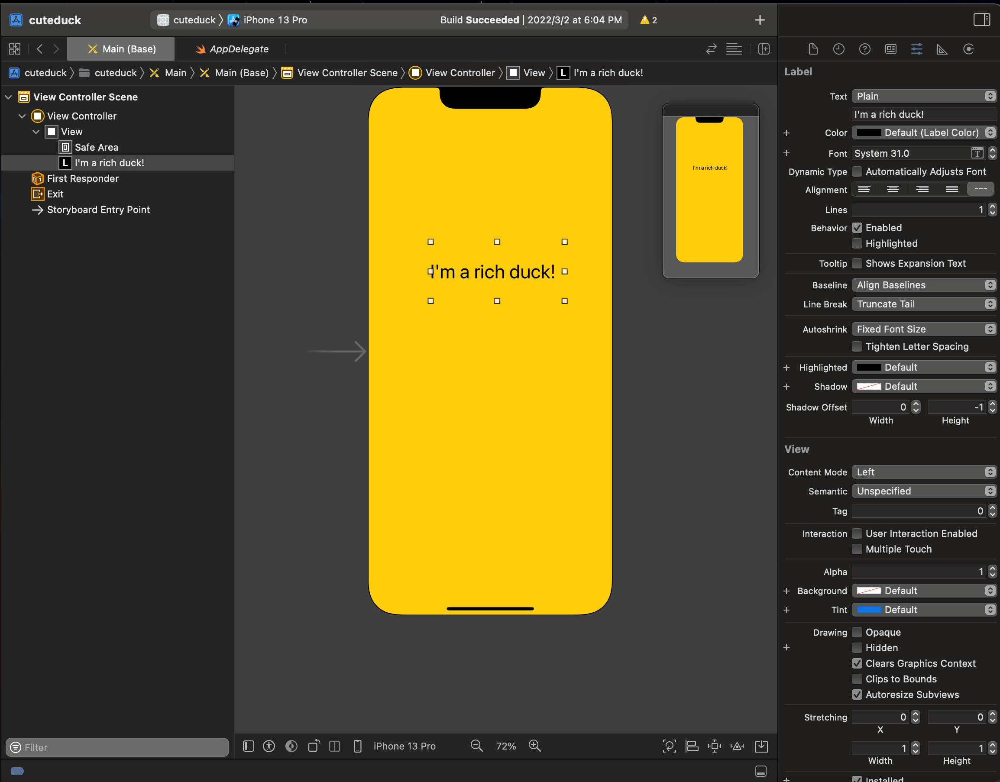 cuteduck
cuteduck iPhone 13 Pro
Build Succeeded | 2022/3/2 at 6:04 PM
2
Main (Base)
AppDelegate
cuteduck cuteduck Main Main (Base) View Controller Scene View Controller View L I'm a rich duck!
View Controller Scene
View Controller
View
Safe Area
L I'm a rich duck!
First Responder
Exit
Storyboard Entry Point
Filter
I'm a rich duck!
I'm a rich duck!
iPhone 13 Pro
72%
Label
Text Plain
I'm a rich duck!
Color Default (Label Color)
Font System 31.0 T
Dynamic Type Automatically Adjusts Font
Alignment ---
Lines 1
Behavior Enabled
Highlighted
Tooltip Shows Expansion Text
Baseline Align Baselines
Line Break Truncate Tail
Autoshrink Fixed Font Size
Tighten Letter Spacing
Highlighted Default
Shadow Default
Shadow Offset 0 -1
Width Height
View
Content Mode Left
Semantic Unspecified
Tag 0
Interaction User Interaction Enabled
Multiple Touch
Alpha 1
Background Default
Tint Default
Drawing Opaque
Hidden
Clears Graphics Context
Clips to Bounds
Autoresize Subviews
Stretching 0 0
X Y
1 1
Width Height
Installed